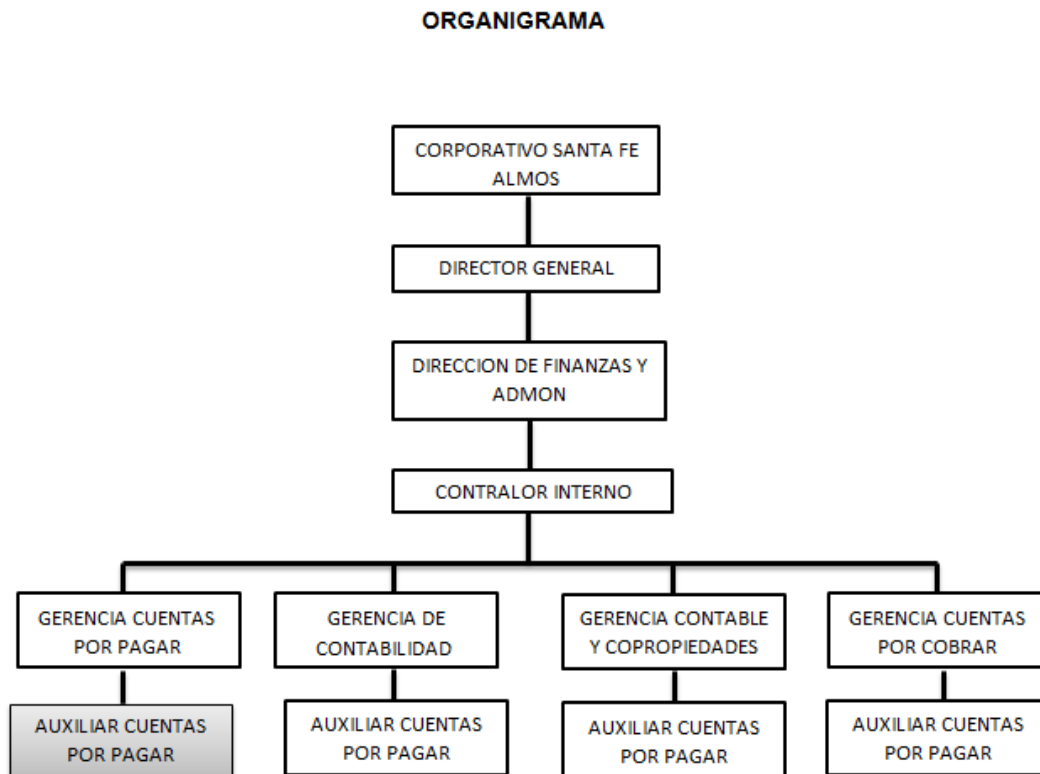 ORGANIGRAMA
CORPORATIVO SANTA FE
ALMOS
DIRECTOR GENERAL
DIRECCION DE FINANZAS Y
ADMON
CONTRALOR INTERNO
GERENCIA CUENTAS
POR PAGAR
GERENCIA DE
CONTABILIDAD
GERENCIA CONTABLE
Y COPROPIEDADES
GERENCIA CUENTAS
POR COBRAR
AUXILIAR CUENTAS
POR PAGAR
AUXILIAR CUENTAS
POR PAGAR
AUXILIAR CUENTAS
POR PAGAR
AUXILIAR CUENTAS
POR PAGAR